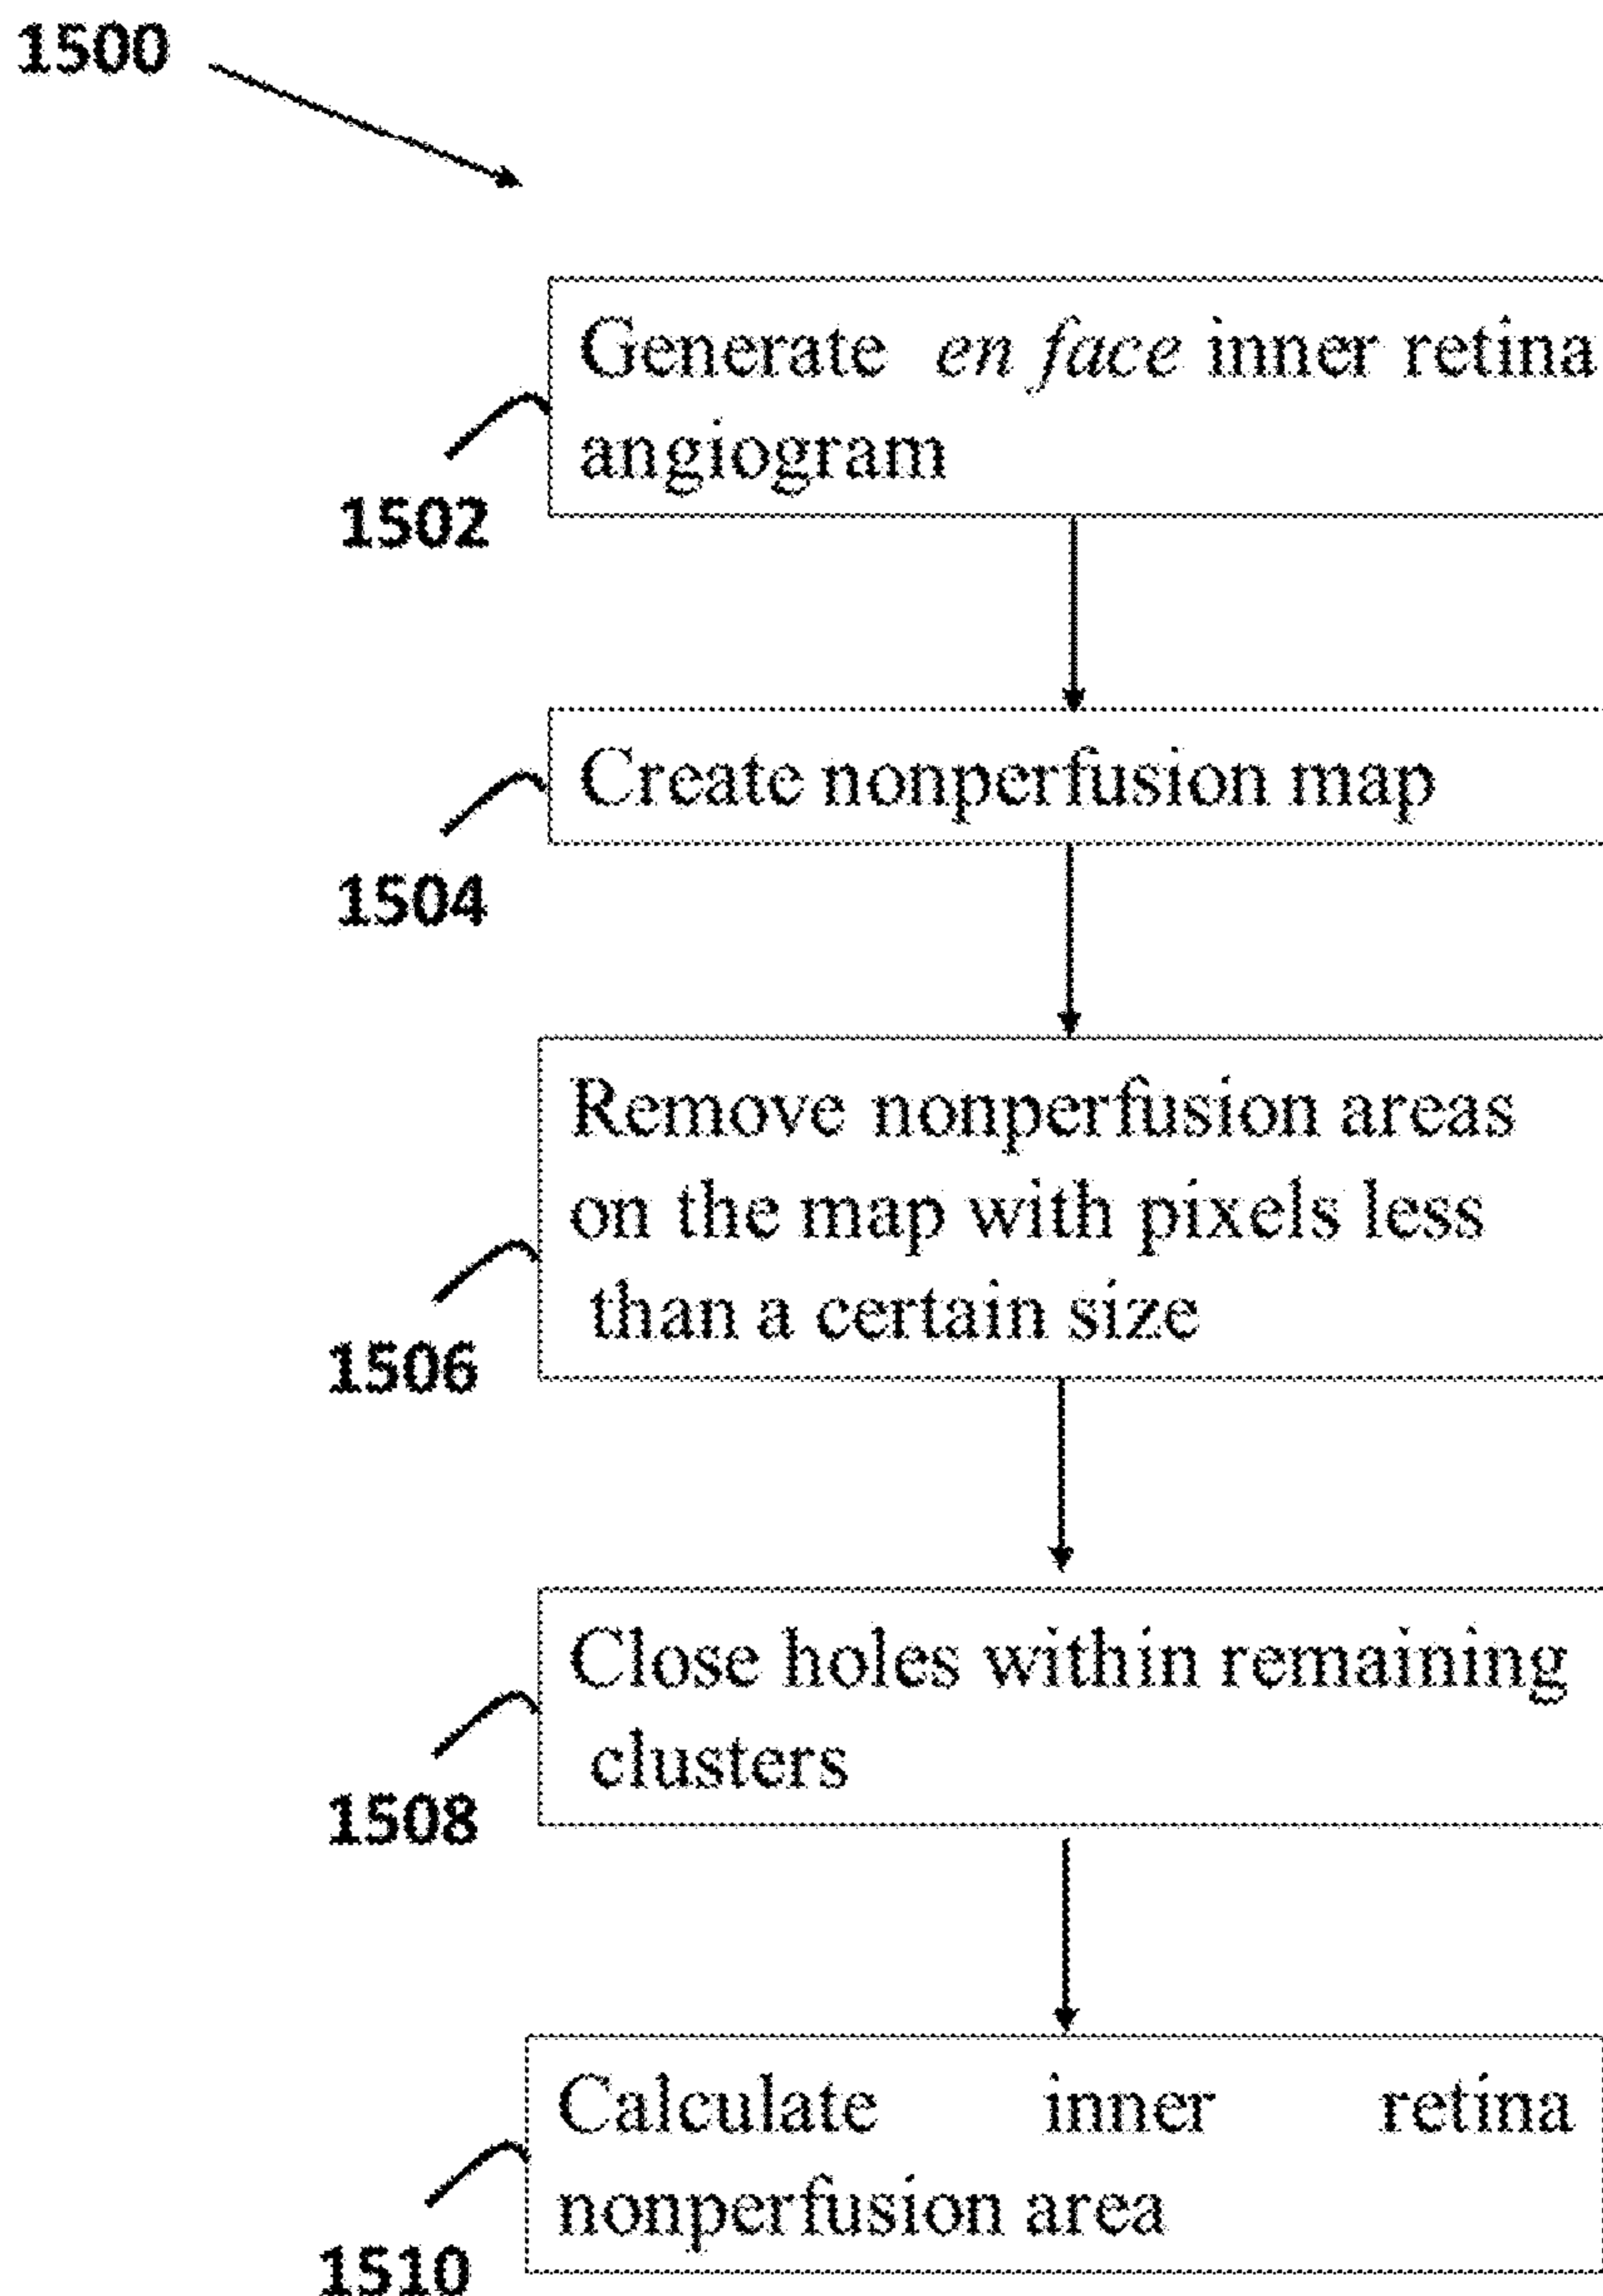 1500
Generate en face inner retina
angiogram
1502
Create nonperfusion map
1504
Remove nonperfusion areas
on the map with pixels less
than a certain size
1506
Close holes within remaining
clusters
1508
Calculate inner retina
nonperfusion area
1510